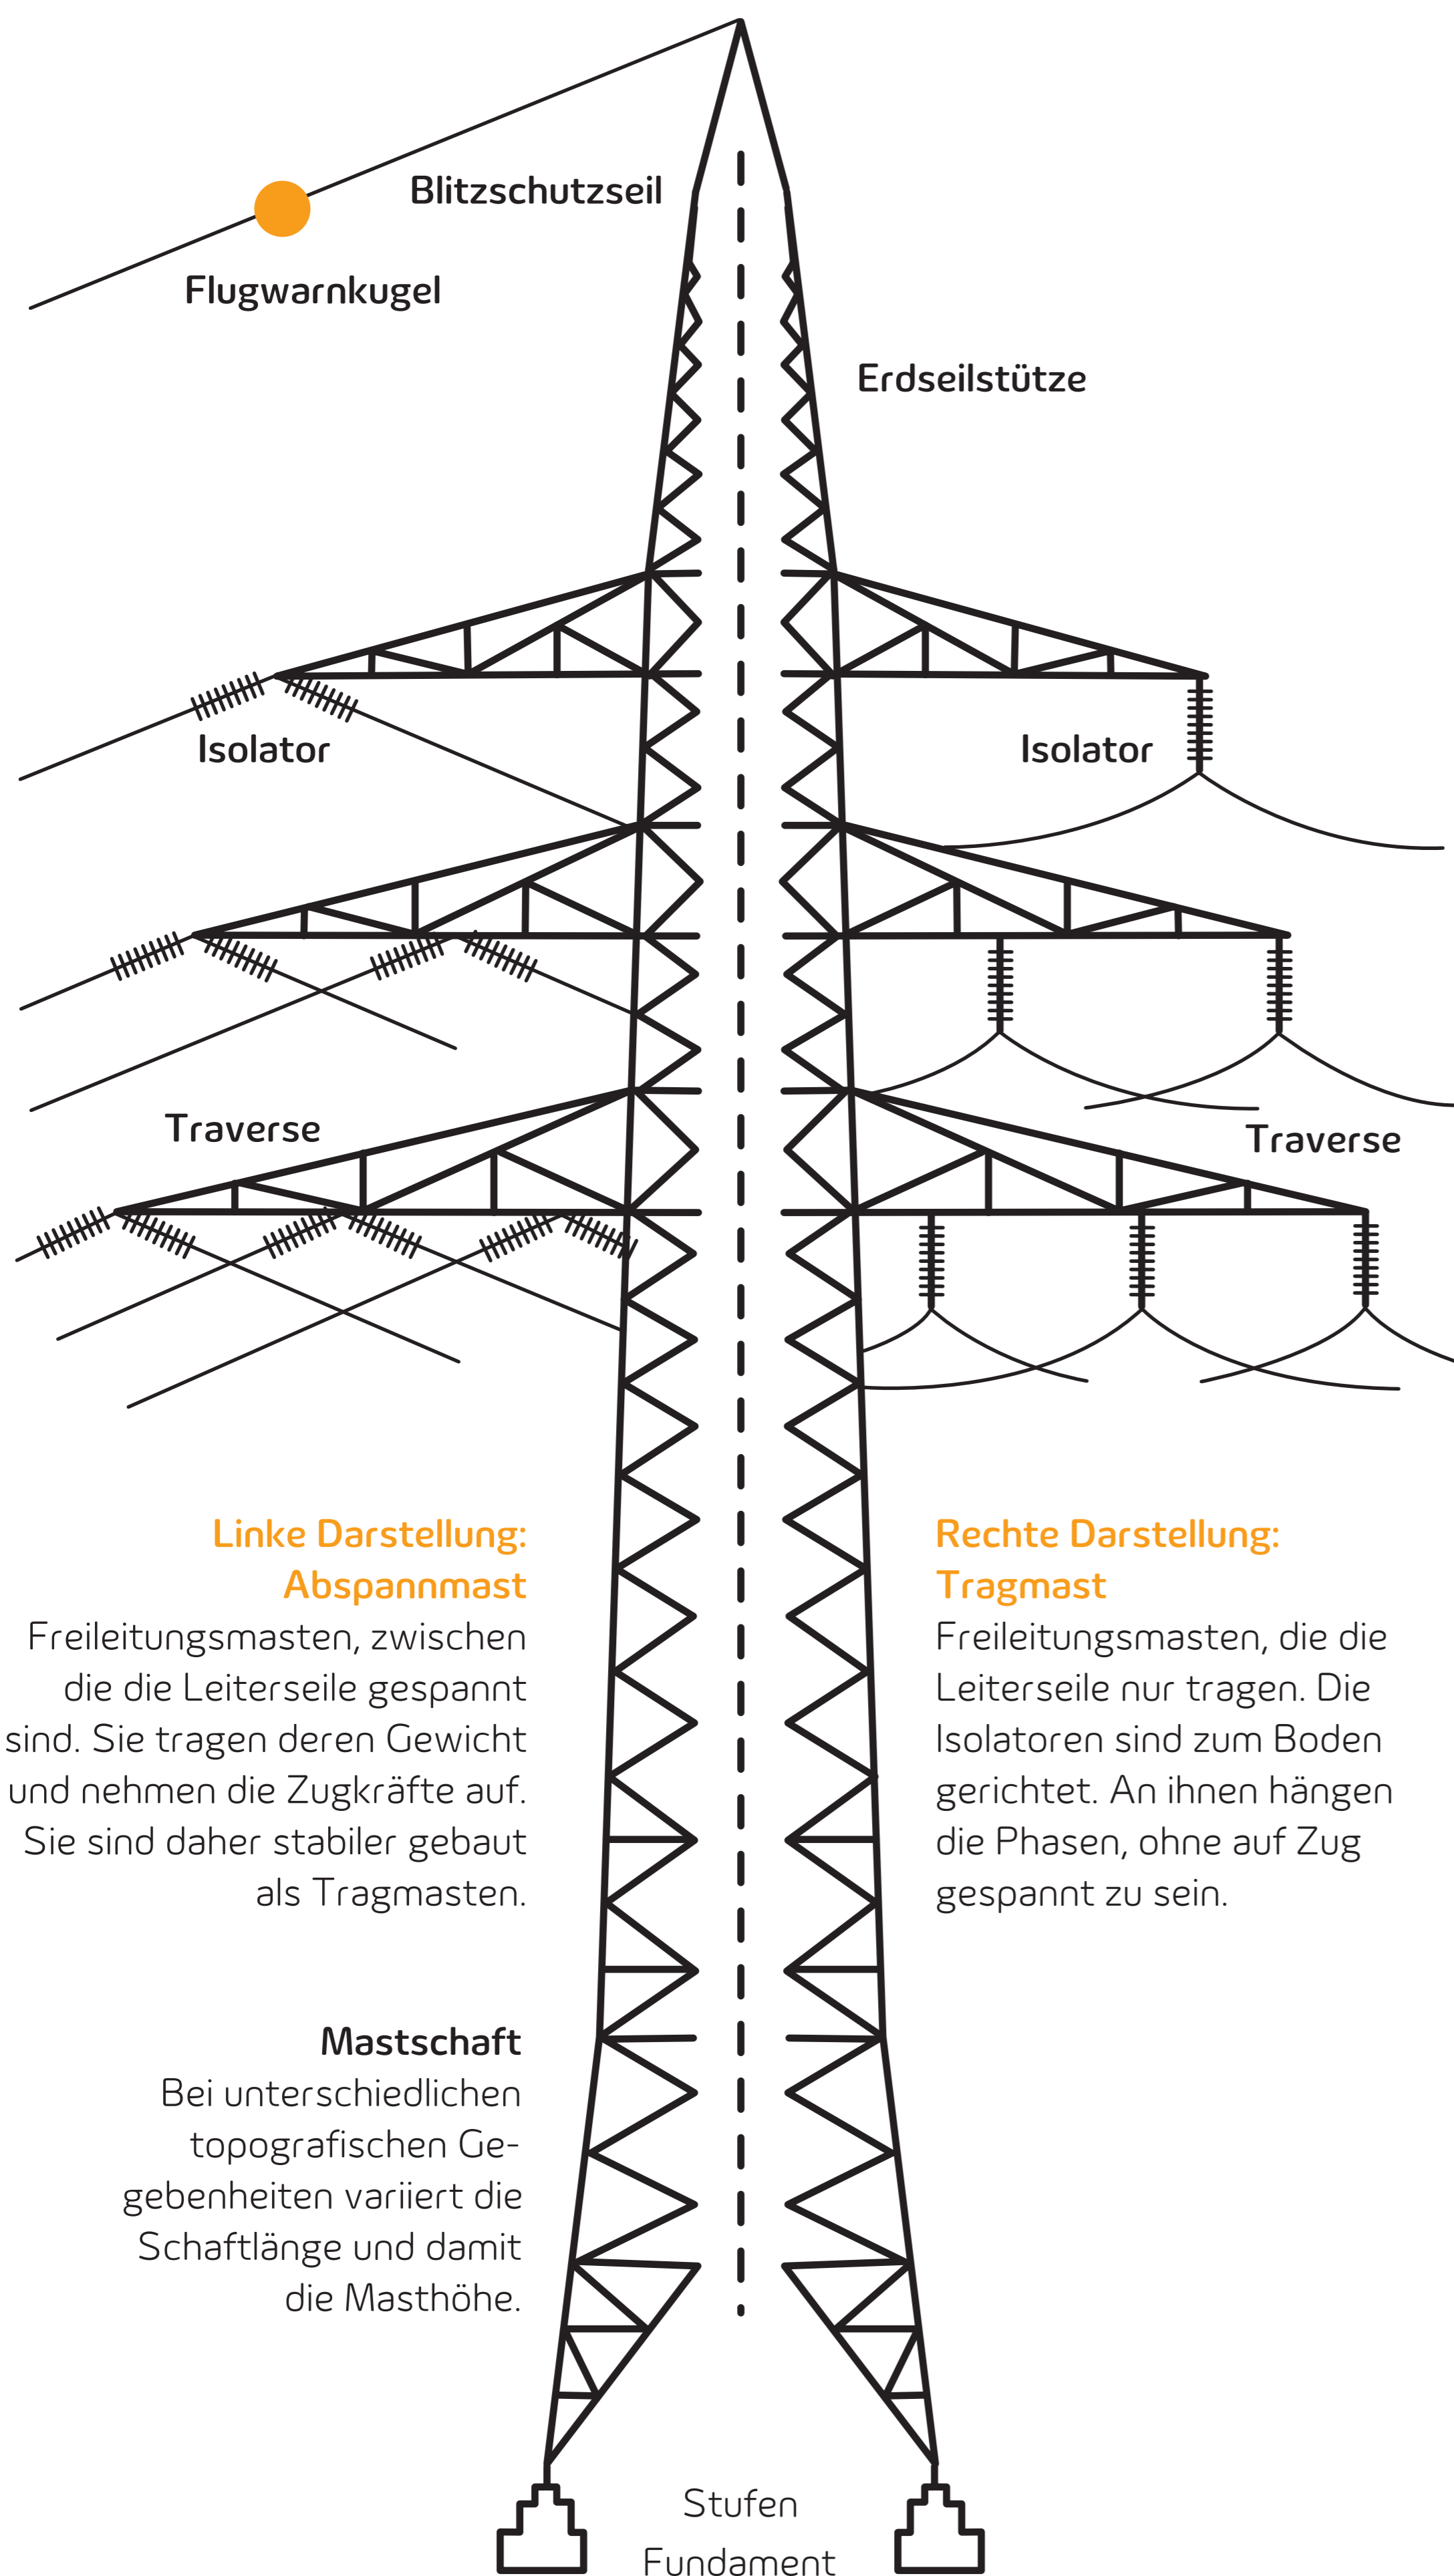 Blitzschutzseil
Flugwarnkugel
Erdseilstütze
Isolator
Isolator
Traverse
Traverse
Linke Darstellung:
Abspannmast
Freileitungsmasten, zwischen
die die Leiterseile gespannt
sind. Sie tragen deren Gewicht
und nehmen die Zugkräfte auf.
Sie sind daher stabiler gebaut
als Tragmasten.
Rechte Darstellung:
Tragmast
Freileitungsmasten, die die
Leiterseile nur tragen. Die
Isolatoren sind zum Boden
gerichtet. An ihnen hängen
die Phasen, ohne auf Zug
gespannt zu sein.
Mastschaft
Bei unterschiedlichen
topografischen Ge-
gebenheiten variiert die
Schaftlänge und damit
die Masthöhe.
Stufen
Fundament